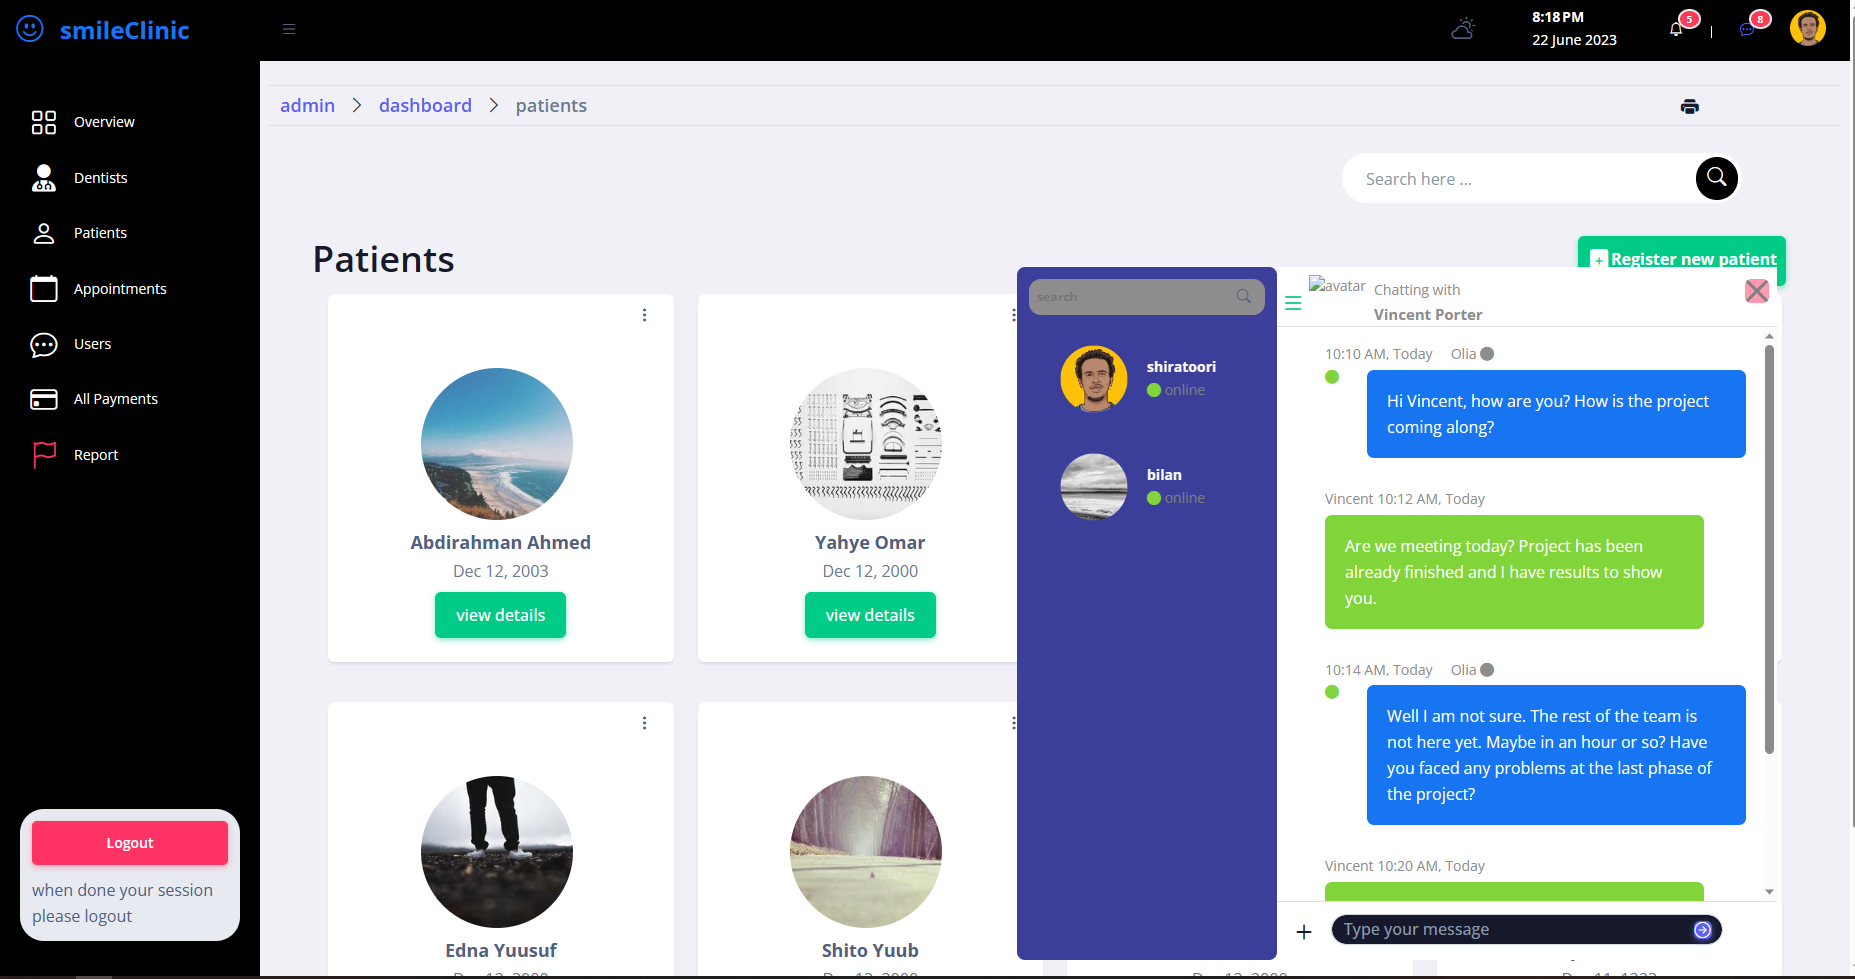 smileClinic
8:18 PM
22 June 2023
5
8
Overview
Dentists
Patients
Appointments
Users
All Payments
Report
Logout
when done your session
please logout
admin > dashboard > patients
Search here ...
Patients
+ Register new patient
Abdirahman Ahmed
Dec 12, 2003
view details
Yahye Omar
Dec 12, 2000
view details
Edna Yuusuf
Shito Yuub
search
shiratoori
online
bilan
online
avatar
Chatting with
Vincent Porter
10:10 AM, Today Olia
Hi Vincent, how are you? How is the project
coming along?
Vincent 10:12 AM, Today
Are we meeting today? Project has been
already finished and I have results to show
you.
10:14 AM, Today Olia
Well I am not sure. The rest of the team is
not here yet. Maybe in an hour or so? Have
you faced any problems at the last phase of
the project?
Vincent 10:20 AM, Today
+
Type your message